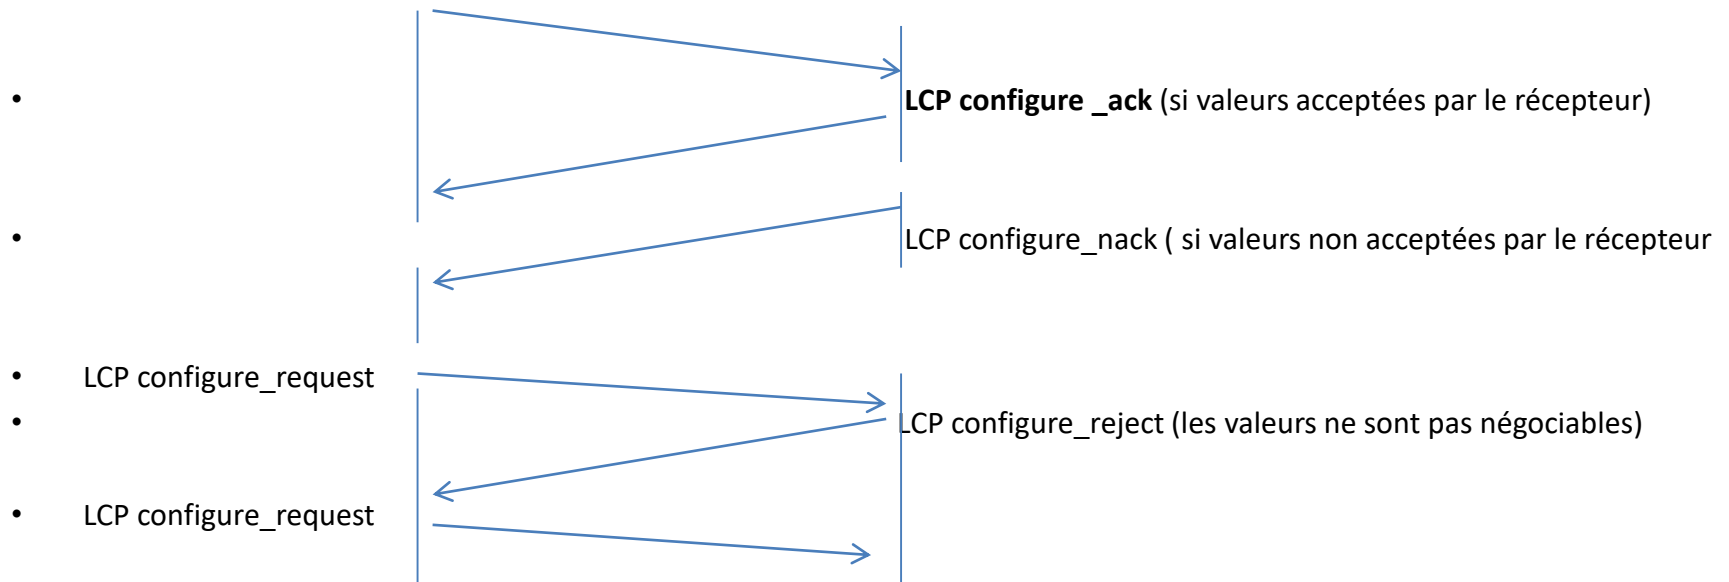 • LCP configure _ack (si valeurs acceptées par le récepteur)
• LCP configure_nack ( si valeurs non acceptées par le récepteur
• LCP configure_request
• LCP configure_reject (les valeurs ne sont pas négociables)
• LCP configure_request